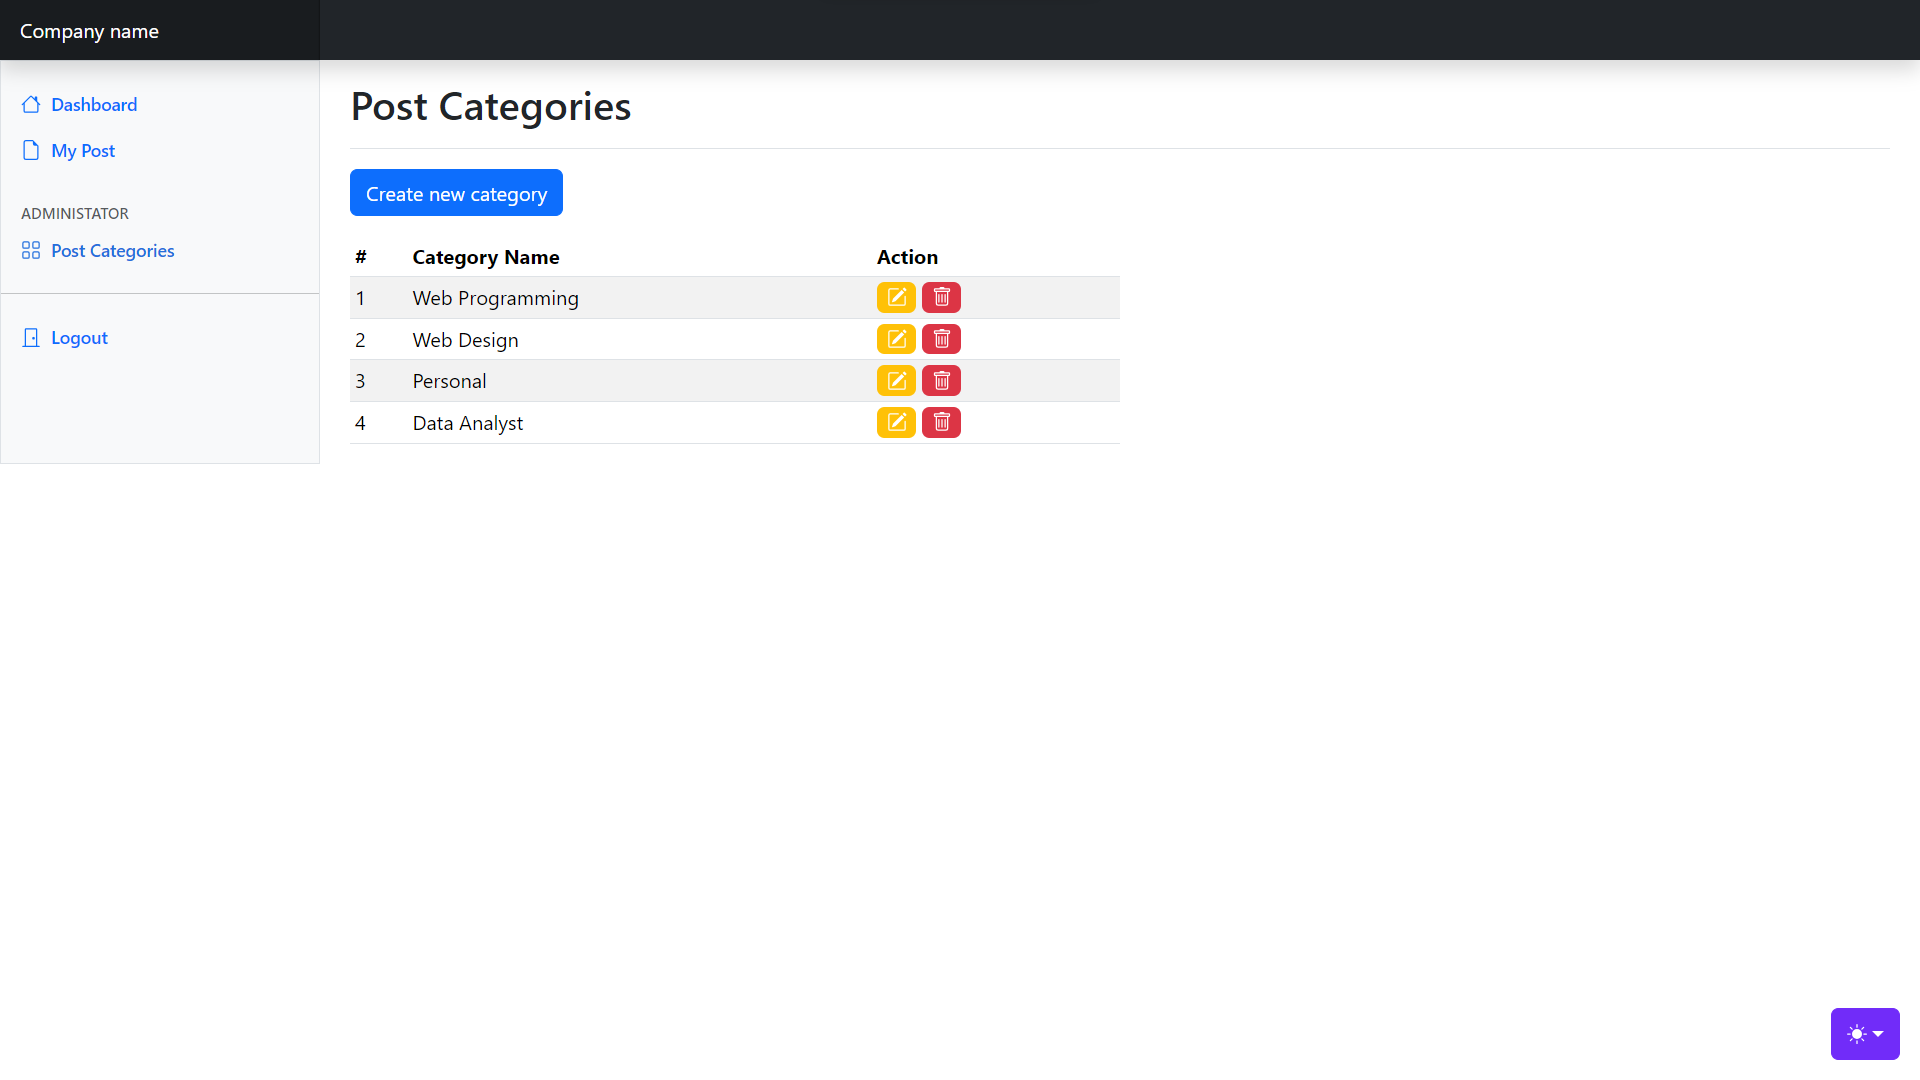 Company name
Dashboard
My Post
ADMINISTATOR
Post Categories
Logout
Post Categories
Create new category
# Category Name Action
1 Web Programming
2 Web Design
3 Personal
4 Data Analyst